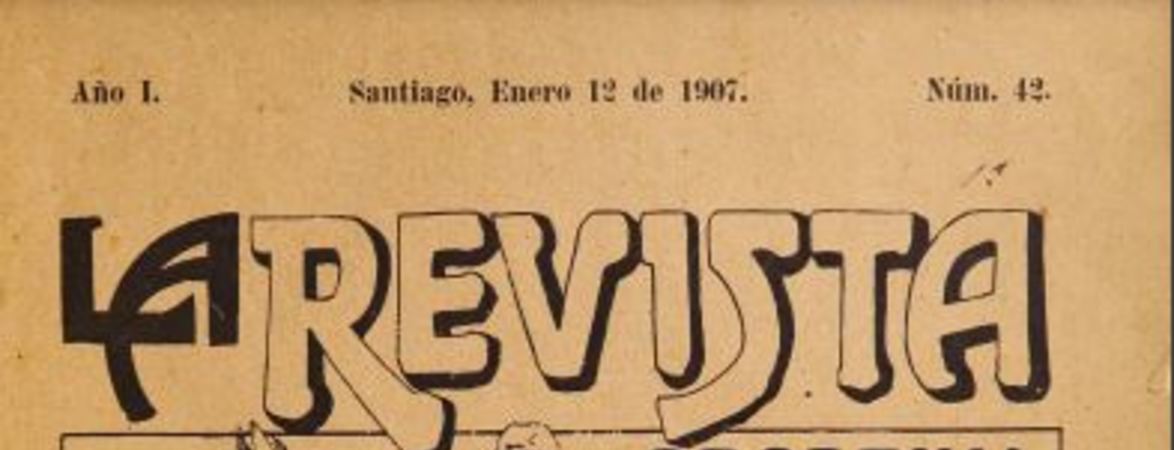 Año I. Santiago, Enero 12 de 1907. Núm. 42.
LA REVISTA